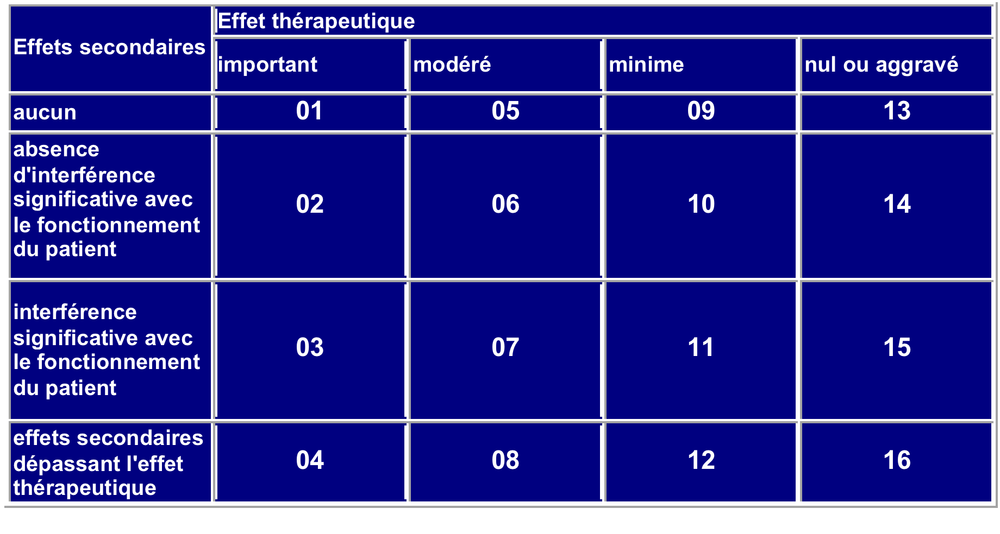 Effets secondaires
Effet thérapeutique
important
modéré
minime
nul ou aggravé
aucun
01
05
09
13
absence
d'interférence
significative avec
le fonctionnement
du patient
02
06
10
14
interférence
significative avec
le fonctionnement
du patient
03
07
11
15
effets secondaires
dépassant l'effet
thérapeutique
04
08
12
16